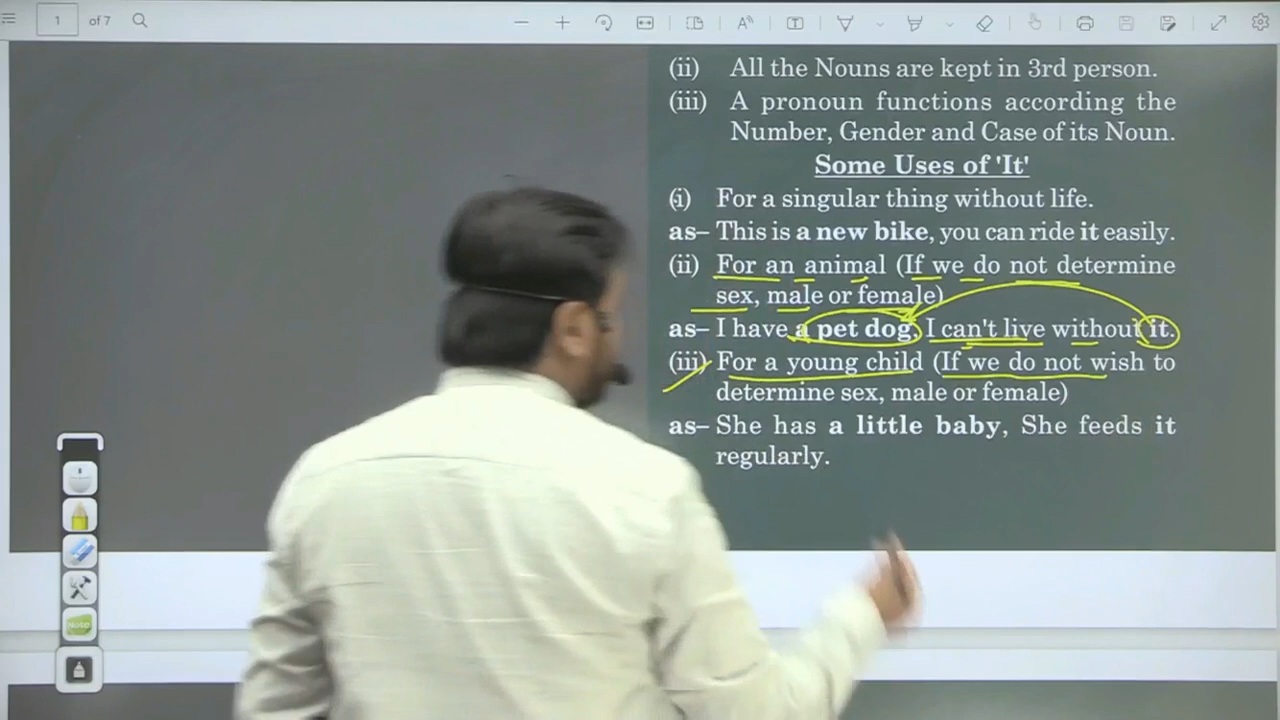 1 of 7
(ii) All the Nouns are kept in 3rd person.
(iii) A pronoun functions according the
Number, Gender and Case of its Noun.
Some Uses of 'It'
(i) For a singular thing without life.
as– This is a new bike, you can ride it easily.
(ii) For an animal (If we do not determine
sex, male or female)
as– I have a pet dog, I can't live without it.
(iii) For a young child (If we do not wish to
determine sex, male or female)
as– She has a little baby, She feeds it
regularly.
Note